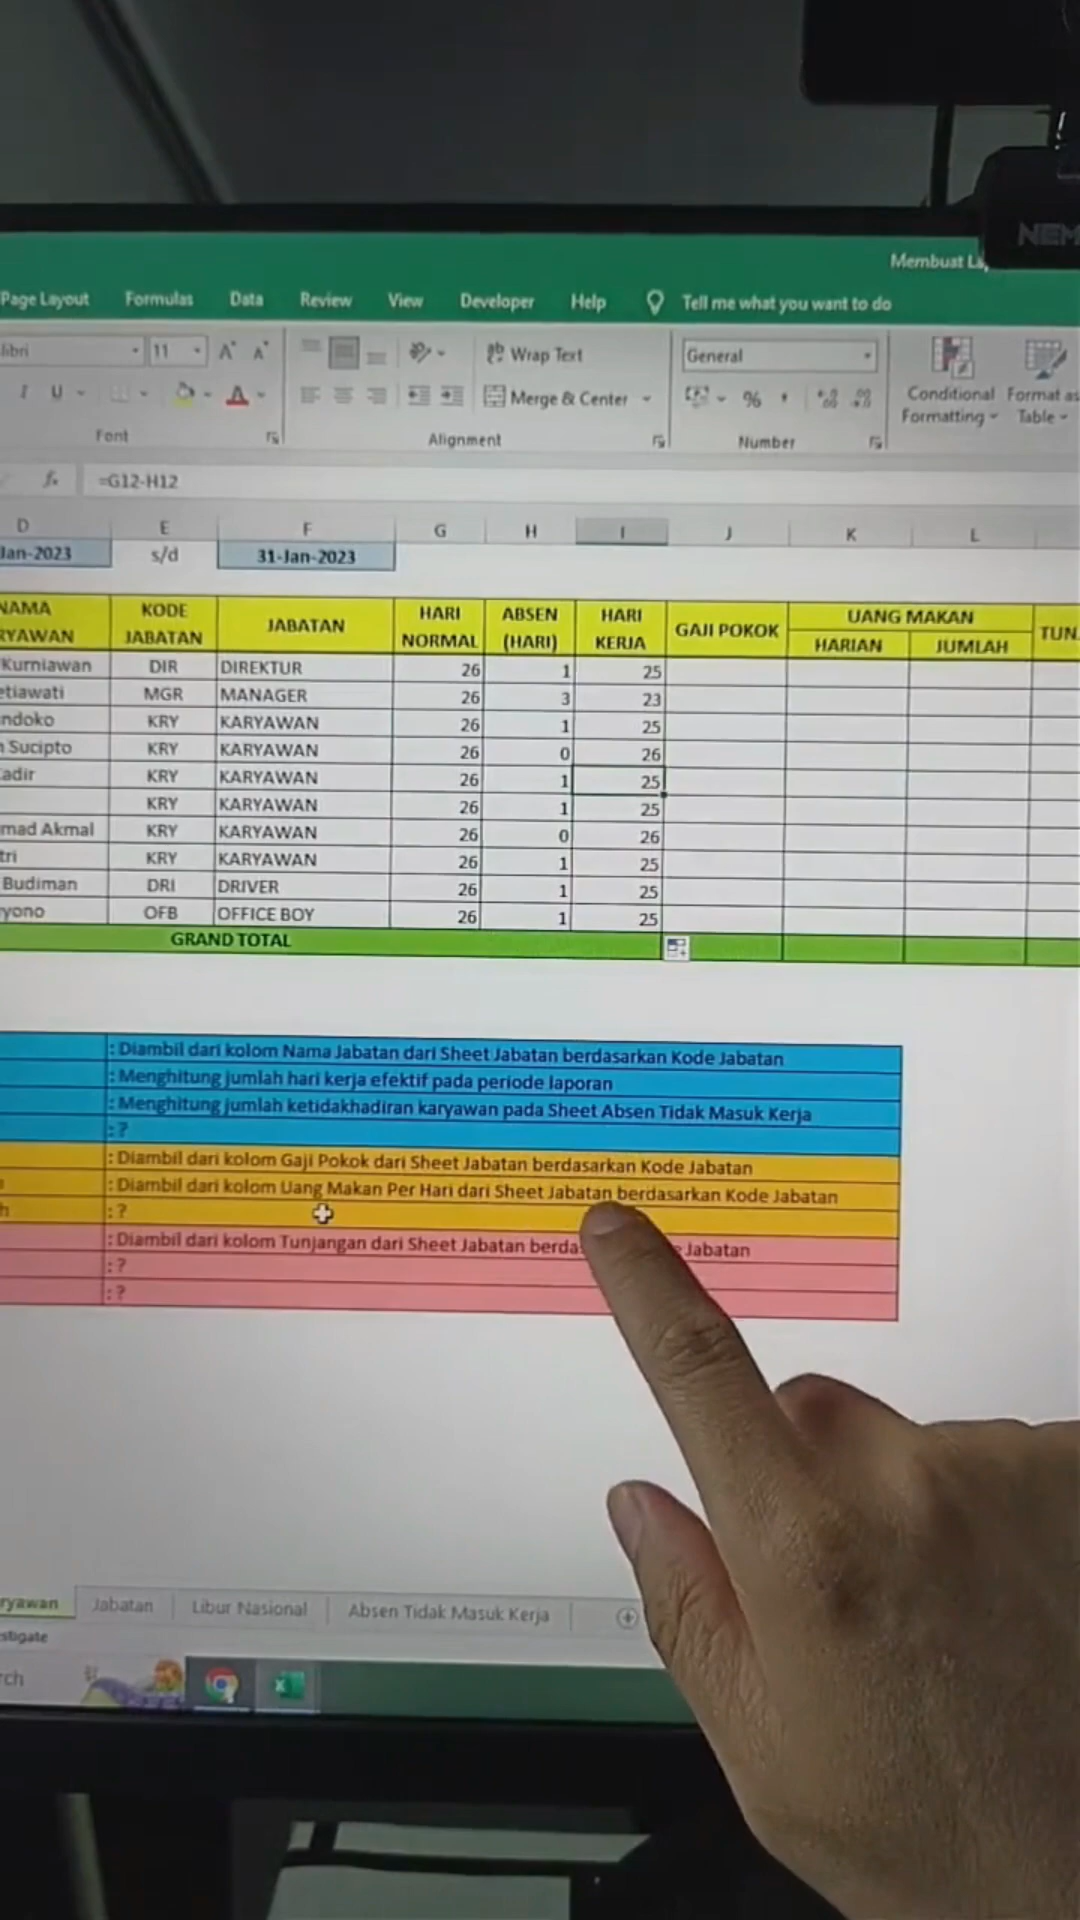 NEM
Membuat La
Page Layout Formulas Data Review View Developer Help Tell me what you want to do
libri 11 Wrap Text General
Merge & Center Conditional Formatting Format as Table
Font Alignment Number
fx =G12-H12
D E F G H I J K L
Jan-2023 s/d 31-Jan-2023
NAMA KODE JABATAN HARI ABSEN HARI GAJI POKOK UANG MAKAN TUN
RYAWAN JABATAN NORMAL (HARI) KERJA HARIAN JUMLAH
Kurniawan DIR DIREKTUR 26 1 25
etiawati MGR MANAGER 26 3 23
ndoko KRY KARYAWAN 26 1 25
Sucipto KRY KARYAWAN 26 0 26
adir KRY KARYAWAN 26 1 25
KRY KARYAWAN 26 1 25
mad Akmal KRY KARYAWAN 26 0 26
tri KRY KARYAWAN 26 1 25
Budiman DRI DRIVER 26 1 25
yono OFB OFFICE BOY 26 1 25
GRAND TOTAL
: Diambil dari kolom Nama Jabatan dari Sheet Jabatan berdasarkan Kode Jabatan
: Menghitung jumlah hari kerja efektif pada periode laporan
: Menghitung jumlah ketidakhadiran karyawan pada Sheet Absen Tidak Masuk Kerja
: ?
: Diambil dari kolom Gaji Pokok dari Sheet Jabatan berdasarkan Kode Jabatan
: Diambil dari kolom Uang Makan Per Hari dari Sheet Jabatan berdasarkan Kode Jabatan
h : ?
: Diambil dari kolom Tunjangan dari Sheet Jabatan berda Jabatan
: ?
: ?
ryawan Jabatan Libur Nasional Absen Tidak Masuk Kerja
stigate
rch